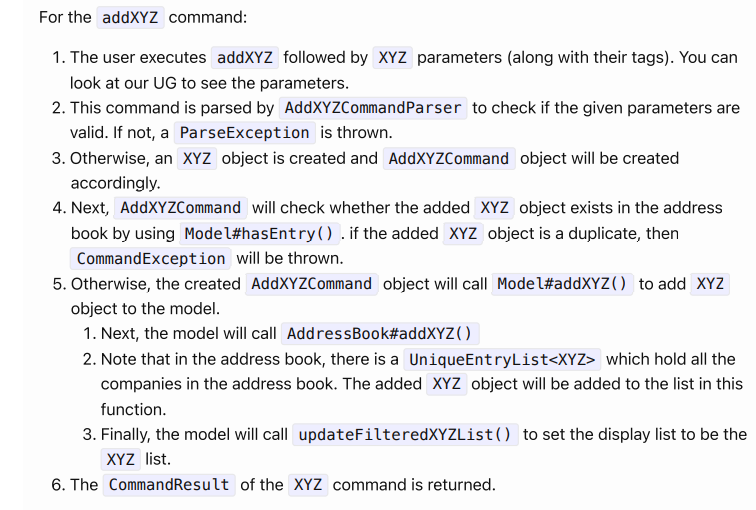 For the addXYZ command:
1. The user executes addXYZ followed by XYZ parameters (along with their tags). You can
look at our UG to see the parameters.
2. This command is parsed by AddXYZCommandParser to check if the given parameters are
valid. If not, a ParseException is thrown.
3. Otherwise, an XYZ object is created and AddXYZCommand object will be created
accordingly.
4. Next, AddXYZCommand will check whether the added XYZ object exists in the address
book by using Model#hasEntry() . if the added XYZ object is a duplicate, then
CommandException will be thrown.
5. Otherwise, the created AddXYZCommand object will call Model#addXYZ() to add XYZ
object to the model.
1. Next, the model will call AddressBook#addXYZ()
2. Note that in the address book, there is a UniqueEntryList<XYZ> which hold all the
companies in the address book. The added XYZ object will be added to the list in this
function.
3. Finally, the model will call updateFilteredXYZList() to set the display list to be the
XYZ list.
6. The CommandResult of the XYZ command is returned.